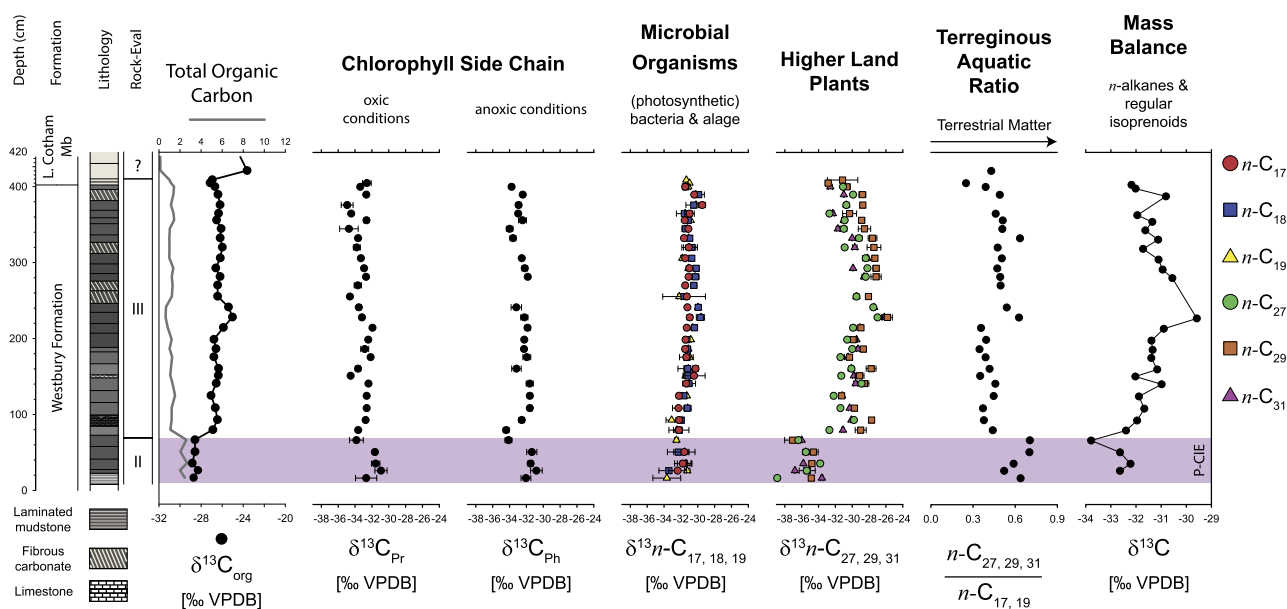 Depth (cm)
Formation
Lithology
Rock-Eval
Total Organic
Carbon
0 2 4 6 8 10 12
Chlorophyll Side Chain
oxic
conditions
anoxic conditions
Microbial
Organisms
(photosynthetic)
bacteria & alage
Higher Land
Plants
Terreginous
Aquatic
Ratio
Terrestrial Matter
Mass
Balance
n-alkanes &
regular
isoprenoids
420
400
300
200
100
0
L. Cotham
Mb
Westbury Formation
?
III
II
P-CIE
n-C17
n-C18
n-C19
n-C27
n-C29
n-C31
-32 -28 -24 -20
-38 -36 -34 -32 -30 -28 -26 -24
-38 -36 -34 -32 -30 -28 -26 -24
-38 -36 -34 -32 -30 -28 -26 -24
-38 -36 -34 -32 -30 -28 -26 -24
0.0 0.3 0.6 0.9
-34 -33 -32 -31 -30 -29
Laminated
mudstone
Fibrous
carbonate
Limestone
δ13Corg
[‰ VPDB]
δ13CPr
[‰ VPDB]
δ13CPh
[‰ VPDB]
δ13n-C17, 18, 19
[‰ VPDB]
δ13n-C27, 29, 31
[‰ VPDB]
n-C27, 29, 31
n-C17, 19
δ13C
[‰ VPDB]